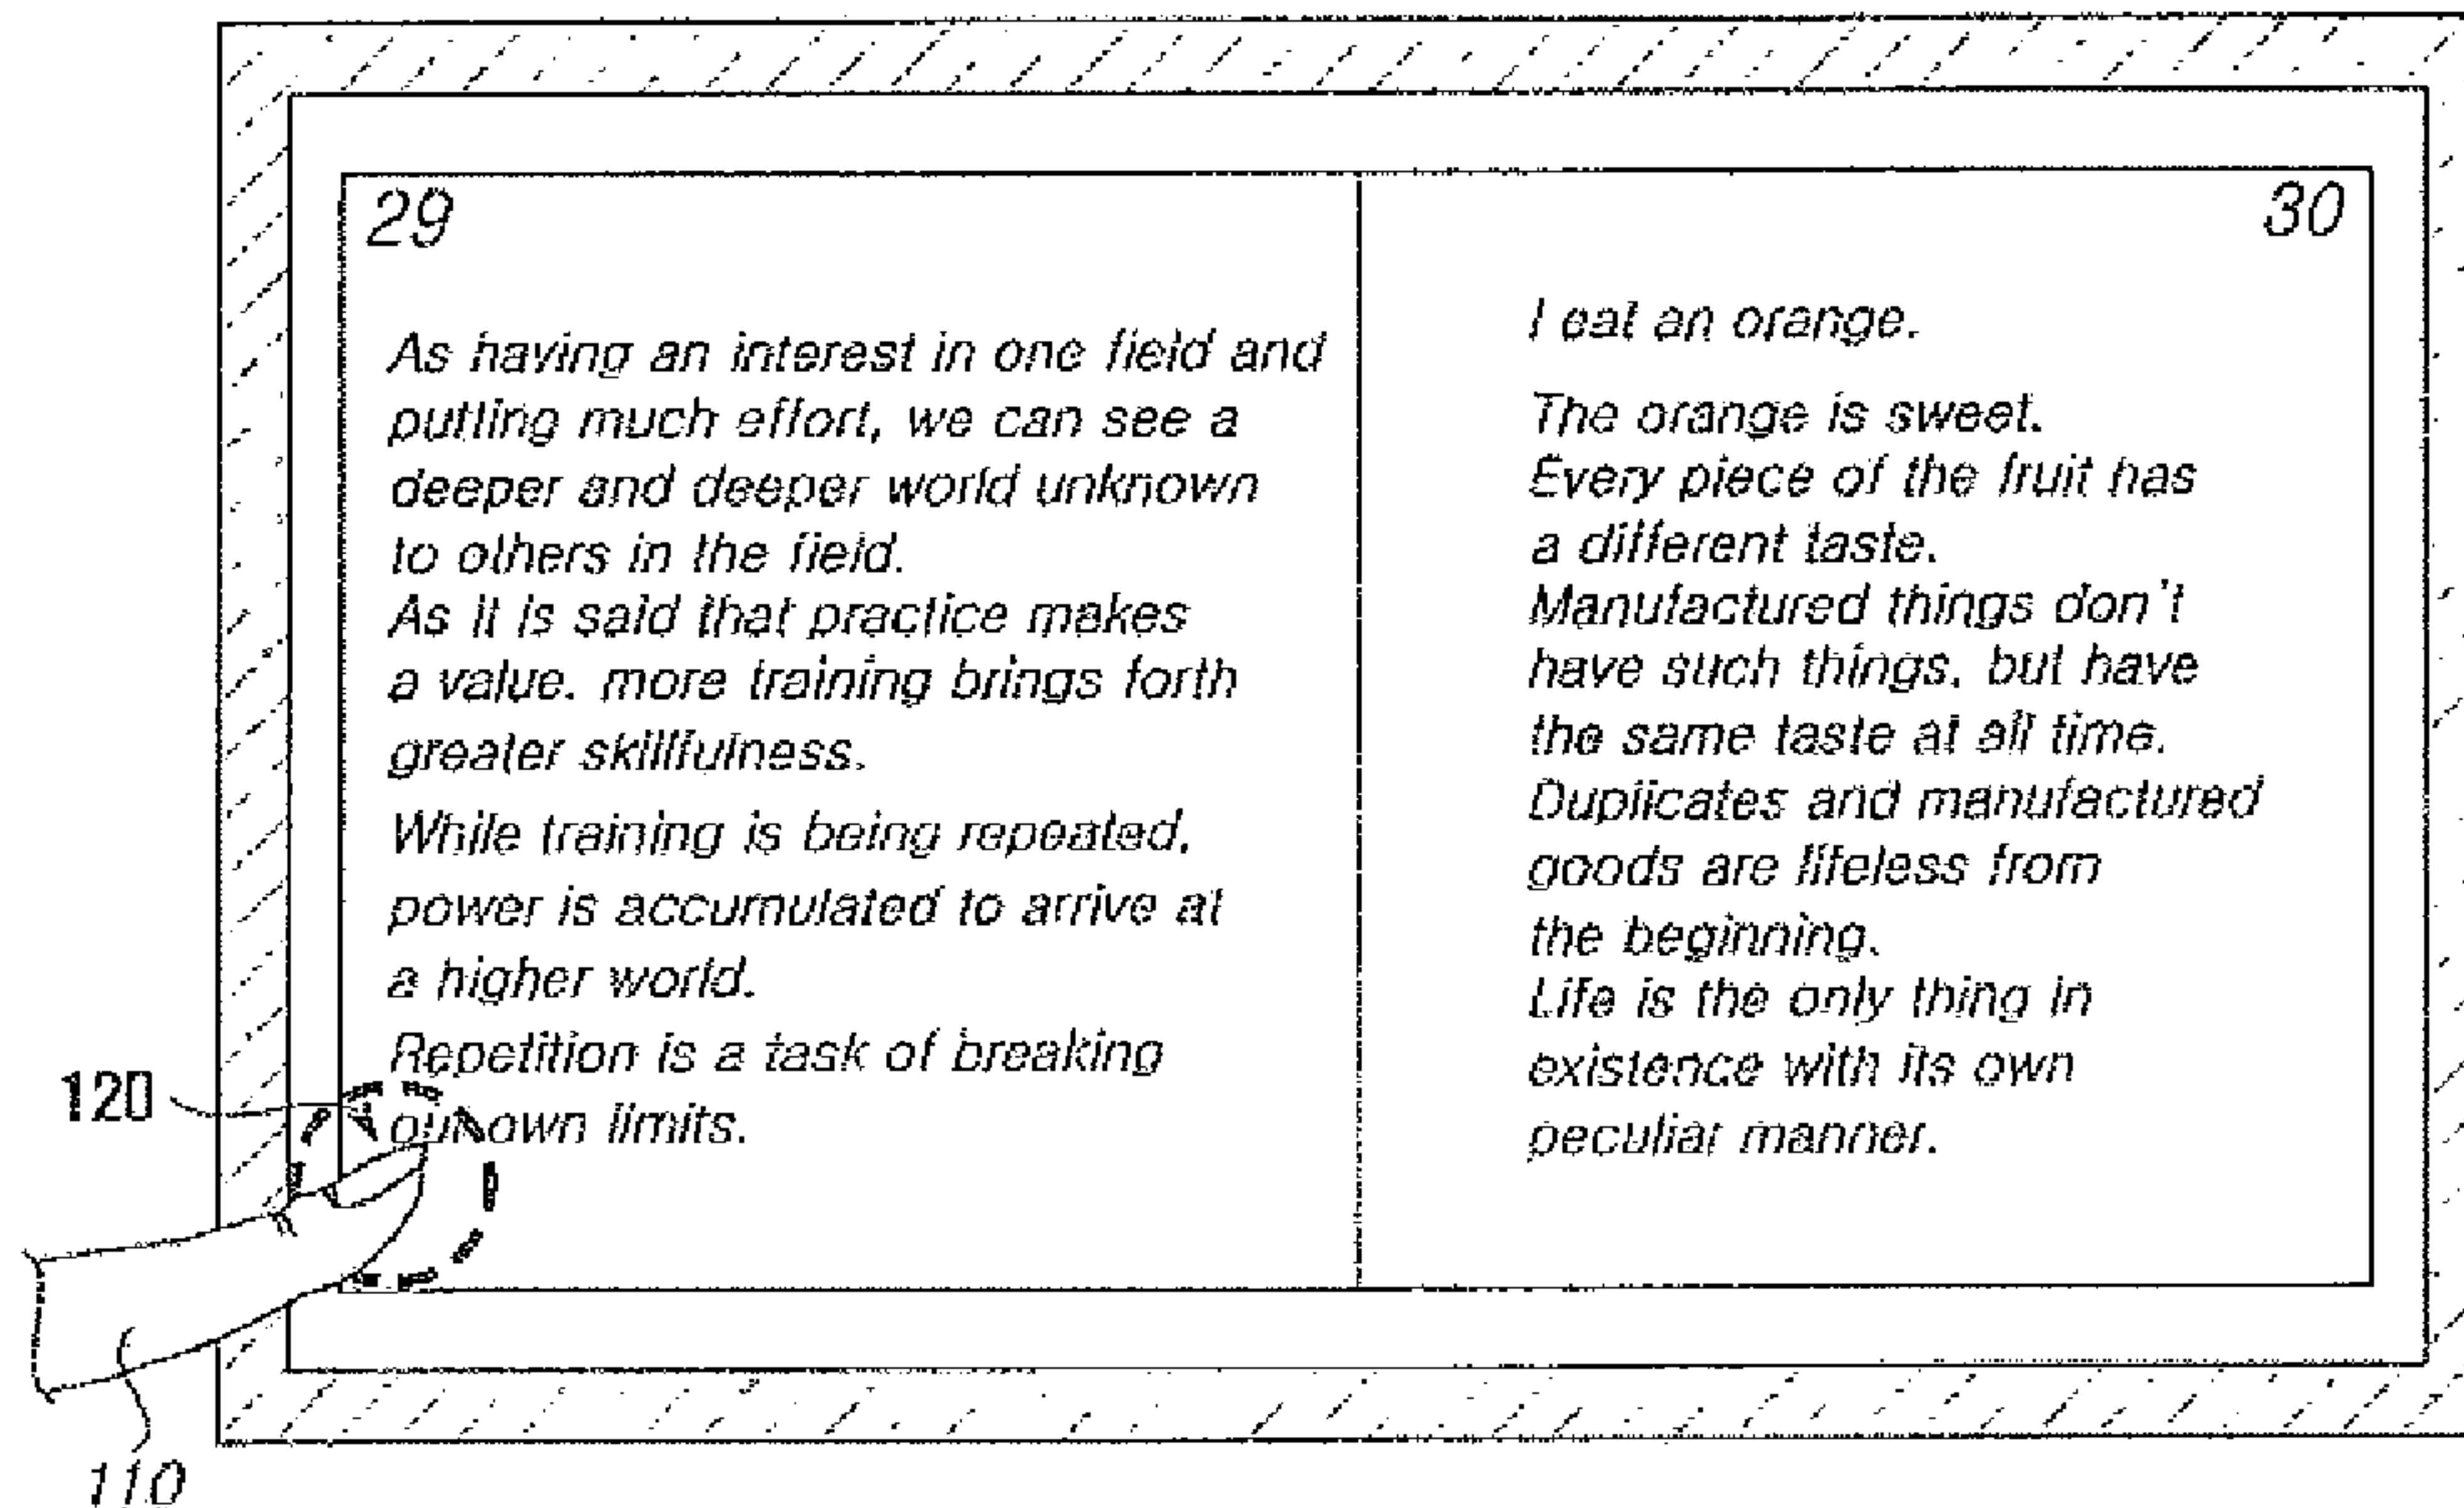 29
As having an interest in one field and
putting much effort, we can see a
deeper and deeper world unknown
to others in the field.
As it is said that practice makes
a value. more training brings forth
greater skillfulness.
While training is being repeated,
power is accumulated to arrive at
a higher world.
Repetition is a task of breaking
our own limits.
30
I eat an orange.
The orange is sweet.
Every piece of the fruit has
a different taste.
Manufactured things don't
have such things, but have
the same taste at all time.
Duplicates and manufactured
goods are lifeless from
the beginning.
Life is the only thing in
existence with its own
peculiar manner.
120
110